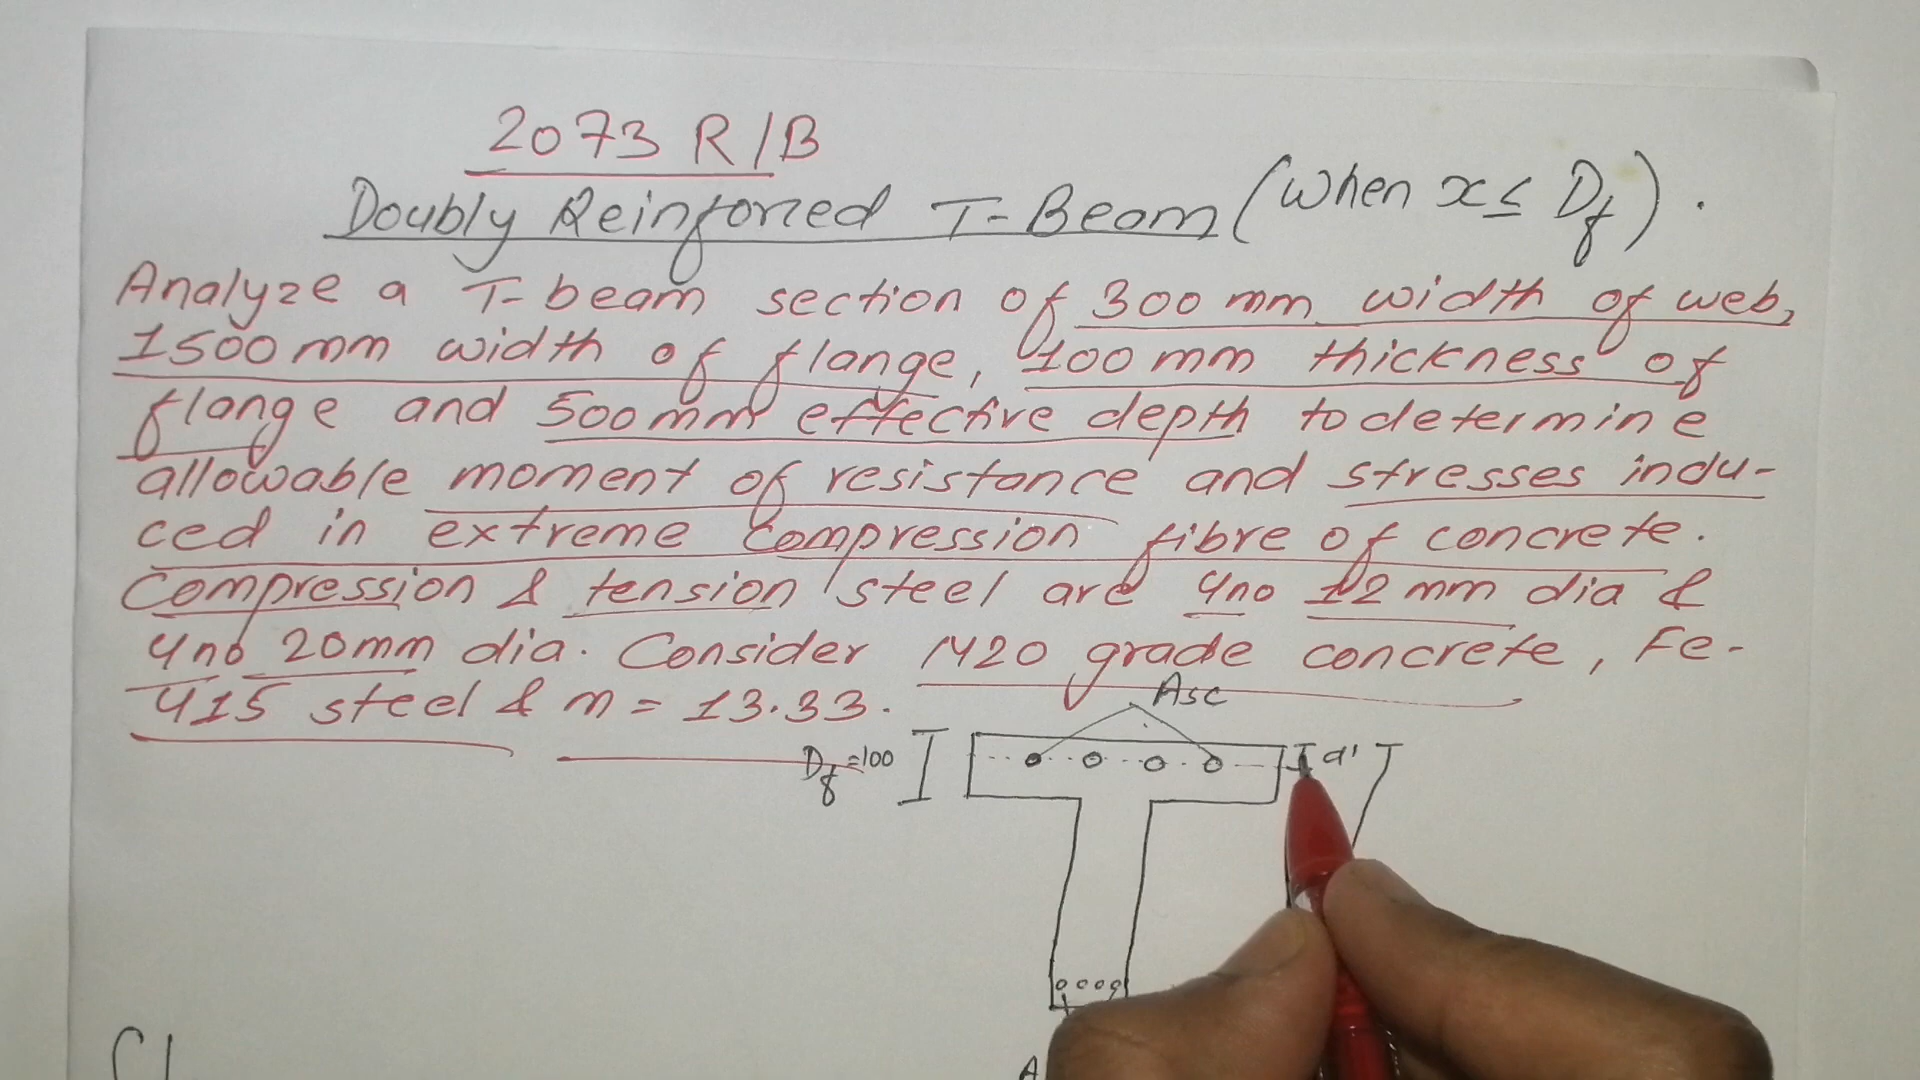 2073 R/B
Doubly Reinforced T-Beam (When x ≤ Df).
Analyze a T-beam section of 300 mm width of web,
1500 mm width of flange, 100 mm thickness of
flange and 500 mm effective depth to determine
allowable moment of resistance and stresses indu-
ced in extreme compression fibre of concrete.
Compression & tension steel are 4no 12 mm dia &
4no 20mm dia. Consider M20 grade concrete, Fe-
415 steel & m = 13.33.
Asc
Df =100
d'